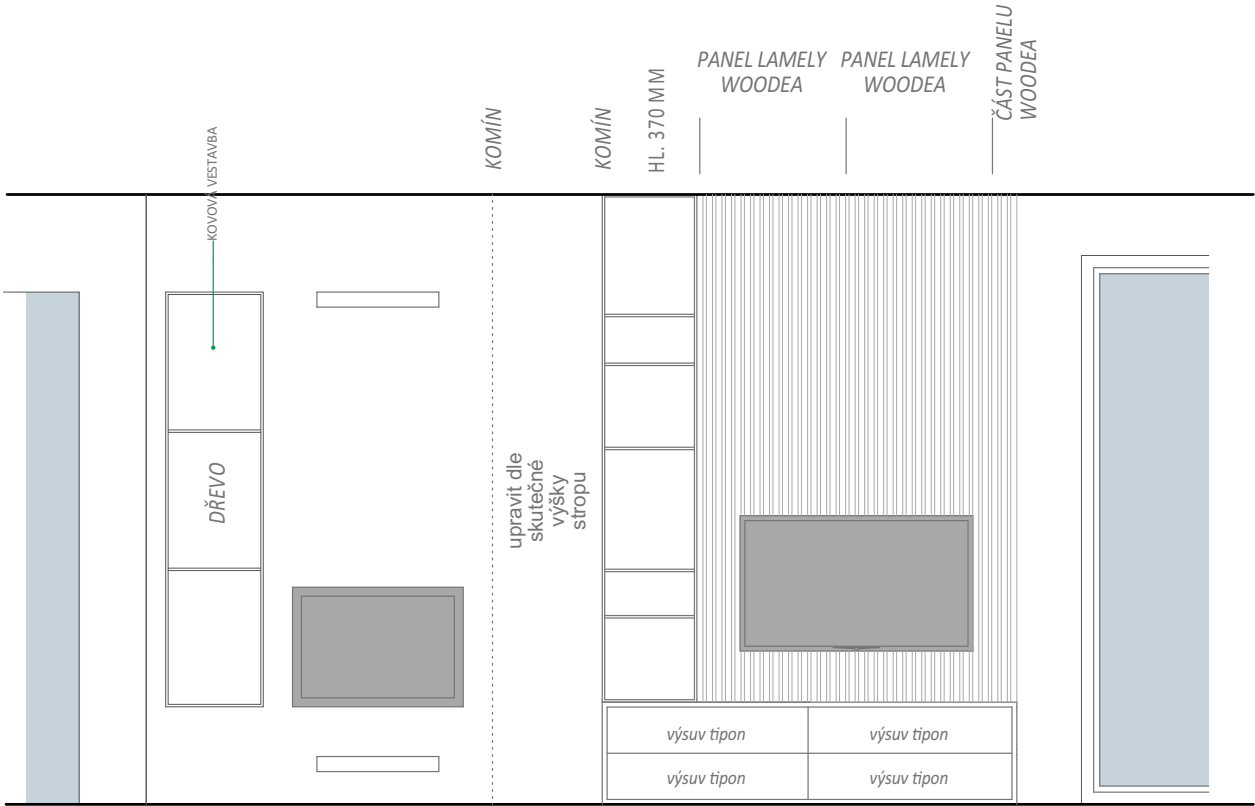 KOVOVÁ VESTAVBA
KOMÍN
KOMÍN
HL. 370 MM
PANEL LAMELY
WOODEA
PANEL LAMELY
WOODEA
ČÁST PANELU
WOODEA
DŘEVO
upravit dle
skutečné
výšky
stropu
výsuv tipon
výsuv tipon
výsuv tipon
výsuv tipon